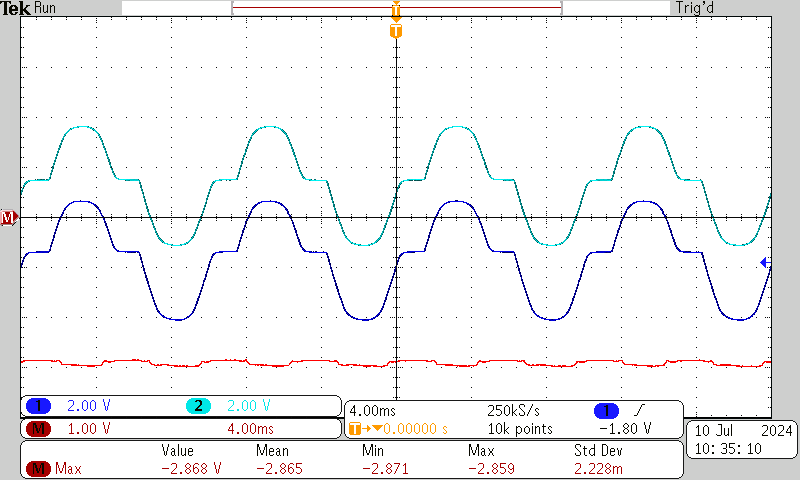 Tek Run Trig'd
T
T
M
1 2.00 V 2 2.00 V
M 1.00 V 4.00ms
4.00ms 250kS/s 1
T→▼0.00000 s 10k points -1.80 V
Value Mean Min Max Std Dev
M Max -2.868 V -2.865 -2.871 -2.859 2.228m
10 Jul 2024
10:35:10